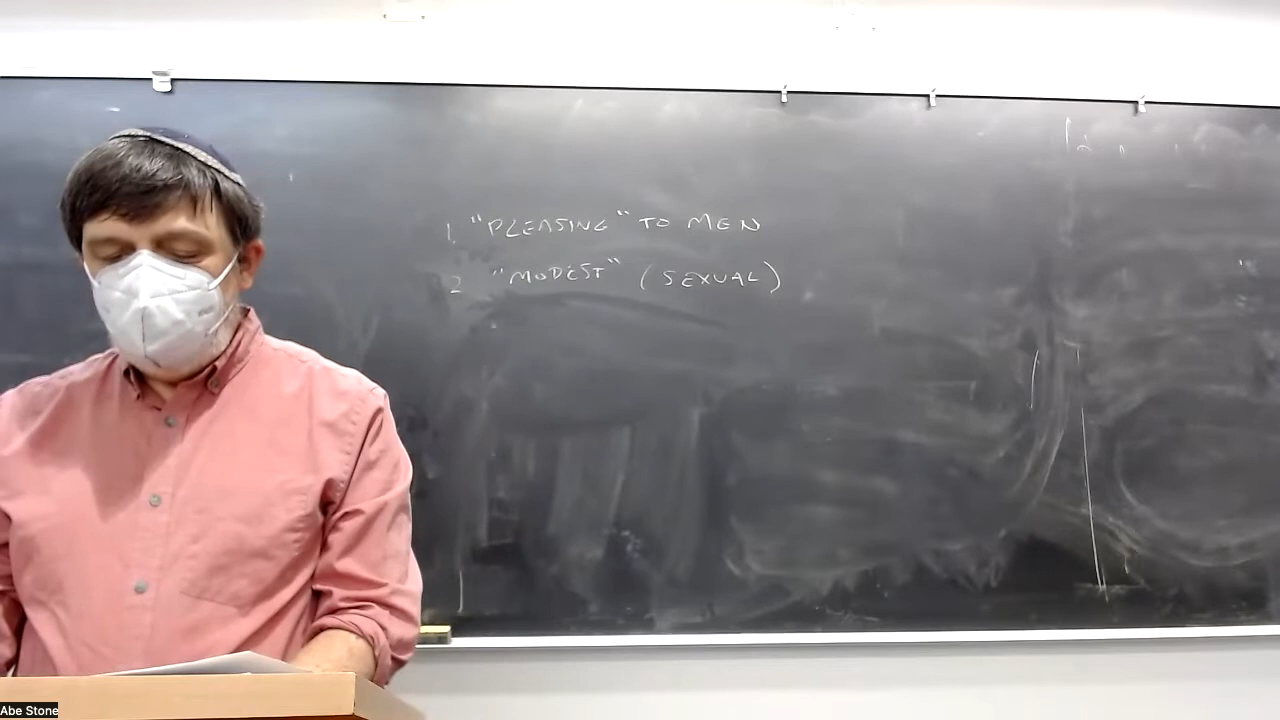 1. "PLEASING" TO MEN
2 "MODEST" (SEXUAL)
Abe Stone